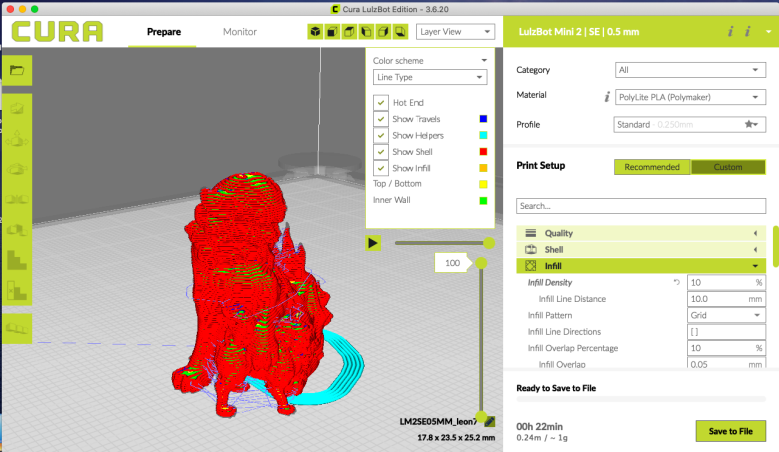 Cura LulzBot Edition - 3.6.20
CURA
Prepare
Monitor
Layer View
LulzBot Mini 2 | SE | 0.5 mm
Color scheme
Line Type
Hot End
Show Travels
Show Helpers
Show Shell
Show Infill
Top / Bottom
Inner Wall
100
LM2SE05MM_leon7
17.8 x 23.5 x 25.2 mm
Category
All
Material
PolyLite PLA (Polymaker)
Profile
Standard - 0.250mm
Print Setup
Recommended
Custom
Search...
Quality
Shell
Infill
Infill Density
10 %
Infill Line Distance
10.0 mm
Infill Pattern
Grid
Infill Line Directions
[ ]
Infill Overlap Percentage
10 %
Infill Overlap
0.05 mm
Ready to Save to File
00h 22min
0.24m / ~ 1g
Save to File